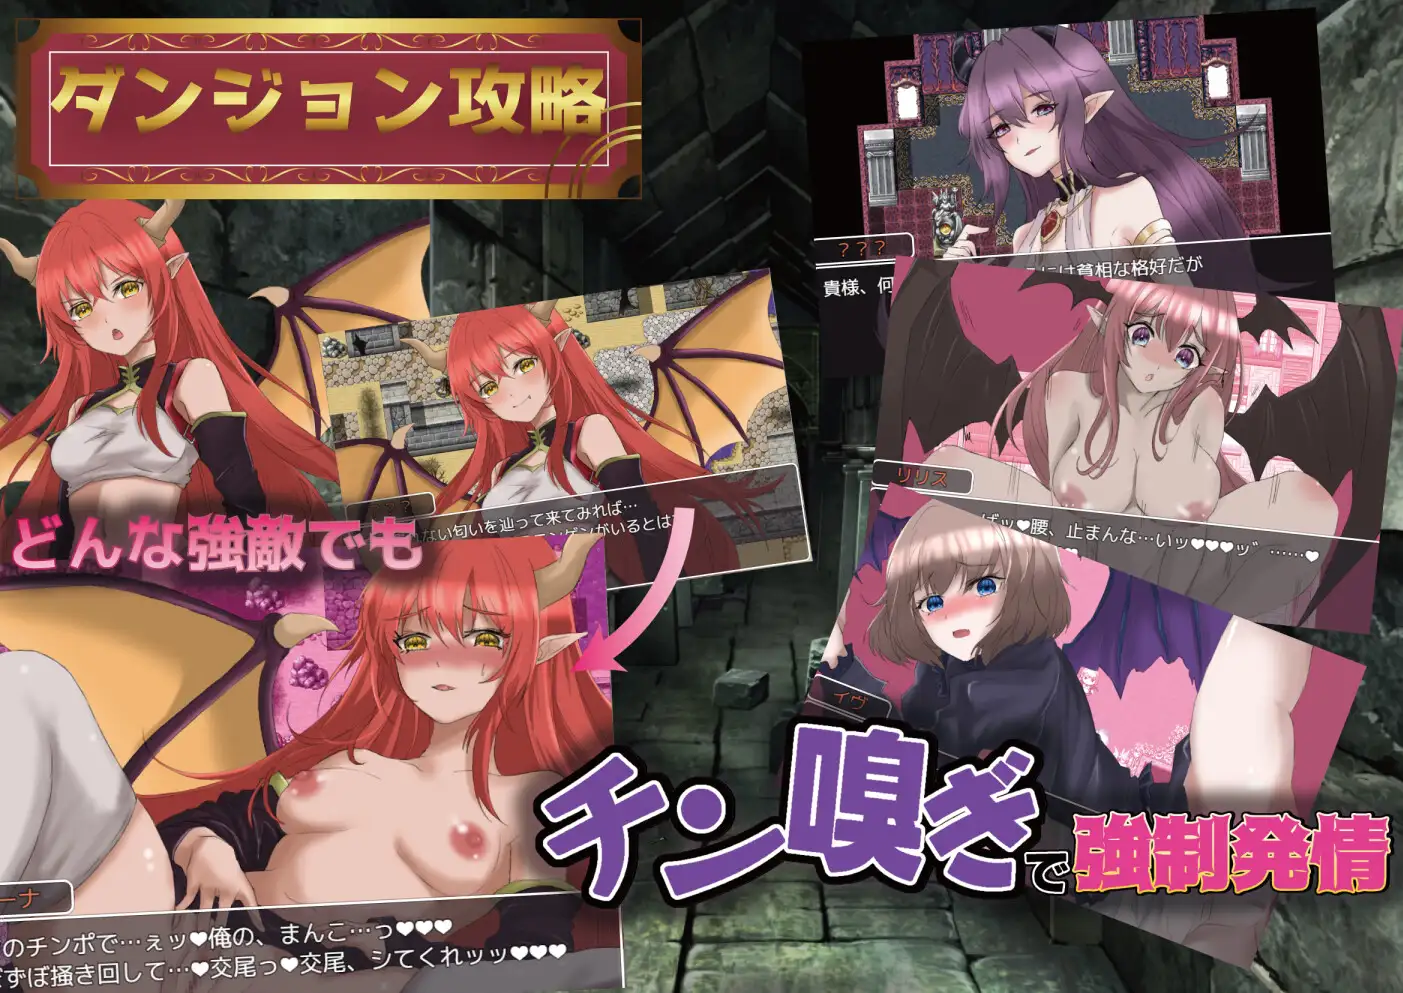 ダンジョン攻略
???
には貧相な格好だが
貴様、何
ない匂いを辿って来てみれば…
ンゲンがいるとは
どんな強敵でも
リリス
ばッ♥腰、止まんな…いッ♥♥♥ッ゛……♥
イヴ
チン嗅ぎで強制発情
ーナ
のチンポで…ぇッ♥俺の、まんこ…っ♥♥♥
ずぼ掻き回して…♥交尾っ♥交尾、シてくれッッ♥♥♥